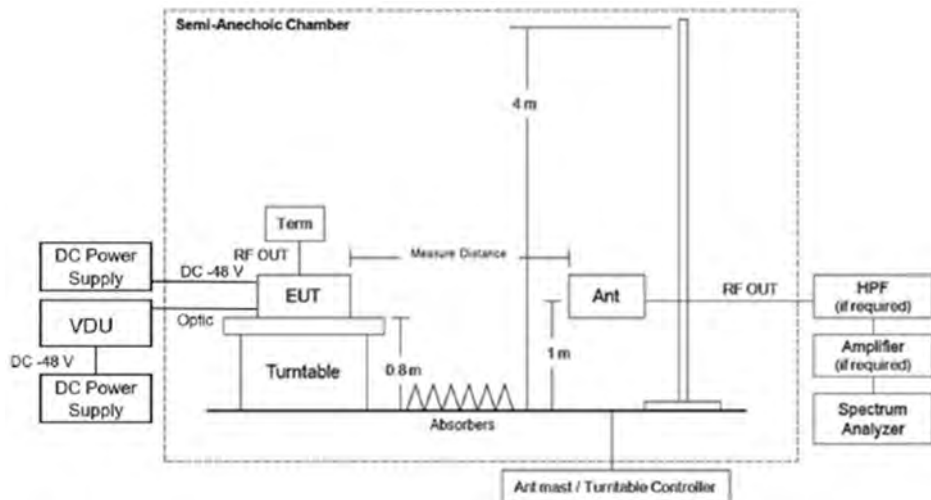 Semi-Anechoic Chamber
4 m
Term
RF OUT
DC Power
Supply
DC -48 V
Measure Distance
EUT
Ant
RF OUT
HPF
(if required)
VDU
Optic
1 m
Amplifier
(if required)
DC -48 V
Turntable
0.8 m
DC Power
Supply
Absorbers
Spectrum
Analyzer
Ant mast / Turntable Controller